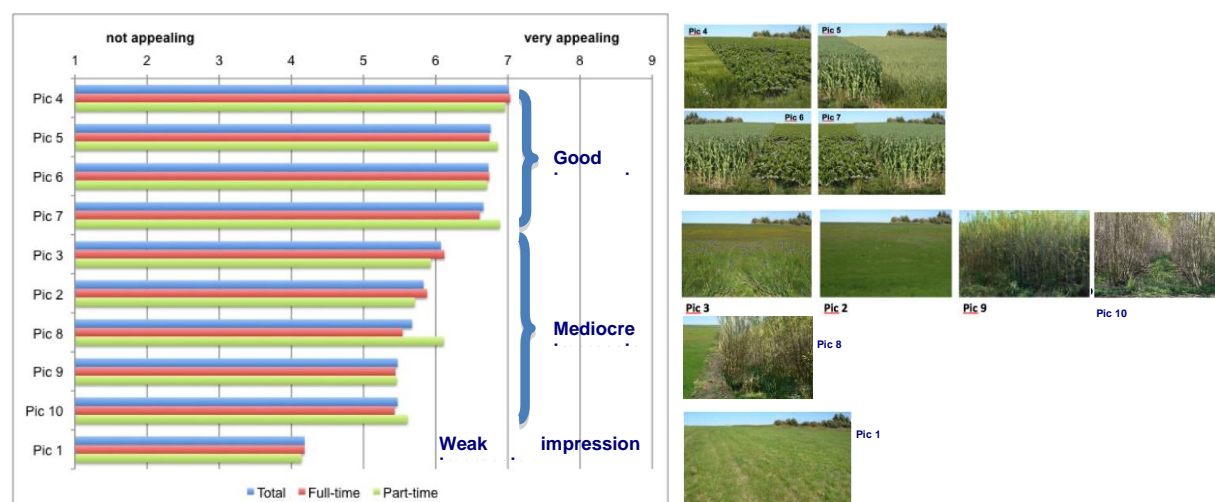 not appealing very appealing
1 2 3 4 5 6 7 8 9
Pic 4
Pic 5
Pic 6
Pic 7
Pic 3
Pic 2
Pic 8
Pic 9
Pic 10
Pic 1
Good
Mediocre
Weak impression
Total Full-time Part-time
Pic 4 Pic 5
Pic 6 Pic 7
Pic 3 Pic 2 Pic 9 Pic 10
Pic 8
Pic 1